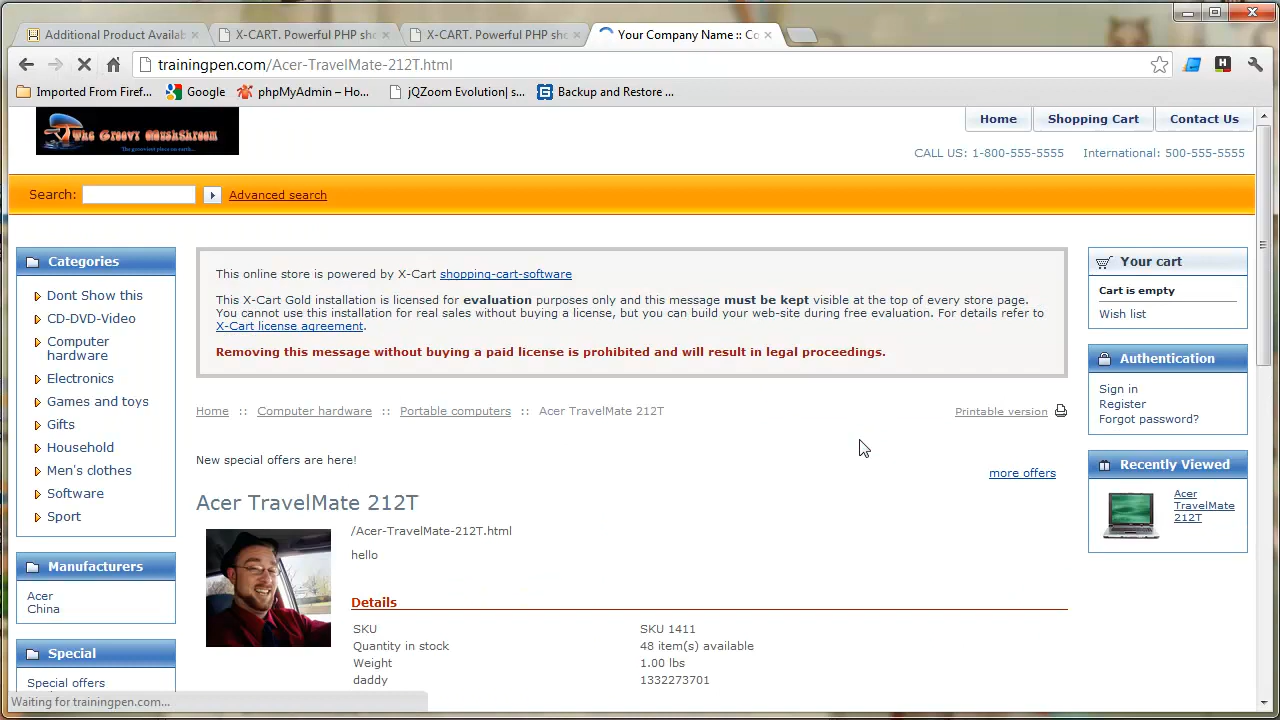 Additional Product Availab
X-CART. Powerful PHP sho
X-CART. Powerful PHP sho
Your Company Name :: Co
trainingpen.com/Acer-TravelMate-212T.html
Imported From Firef...
Google
phpMyAdmin – Ho...
jQZoom Evolution| s...
Backup and Restore ...
The Groovy MushShroom
The grooviest place on earth...
Home
Shopping Cart
Contact Us
CALL US: 1-800-555-5555 International: 500-555-5555
Search:
Advanced search
Categories
Dont Show this
CD-DVD-Video
Computer
hardware
Electronics
Games and toys
Gifts
Household
Men's clothes
Software
Sport
Manufacturers
Acer
China
Special
Special offers
This online store is powered by X-Cart shopping-cart-software
This X-Cart Gold installation is licensed for evaluation purposes only and this message must be kept visible at the top of every store page.
You cannot use this installation for real sales without buying a license, but you can build your web-site during free evaluation. For details refer to
X-Cart license agreement.
Removing this message without buying a paid license is prohibited and will result in legal proceedings.
Home :: Computer hardware :: Portable computers :: Acer TravelMate 212T
Printable version
New special offers are here!
more offers
Acer TravelMate 212T
/Acer-TravelMate-212T.html
hello
Details
SKU SKU 1411
Quantity in stock 48 item(s) available
Weight 1.00 lbs
daddy 1332273701
Your cart
Cart is empty
Wish list
Authentication
Sign in
Register
Forgot password?
Recently Viewed
Acer
TravelMate
212T
Waiting for trainingpen.com...